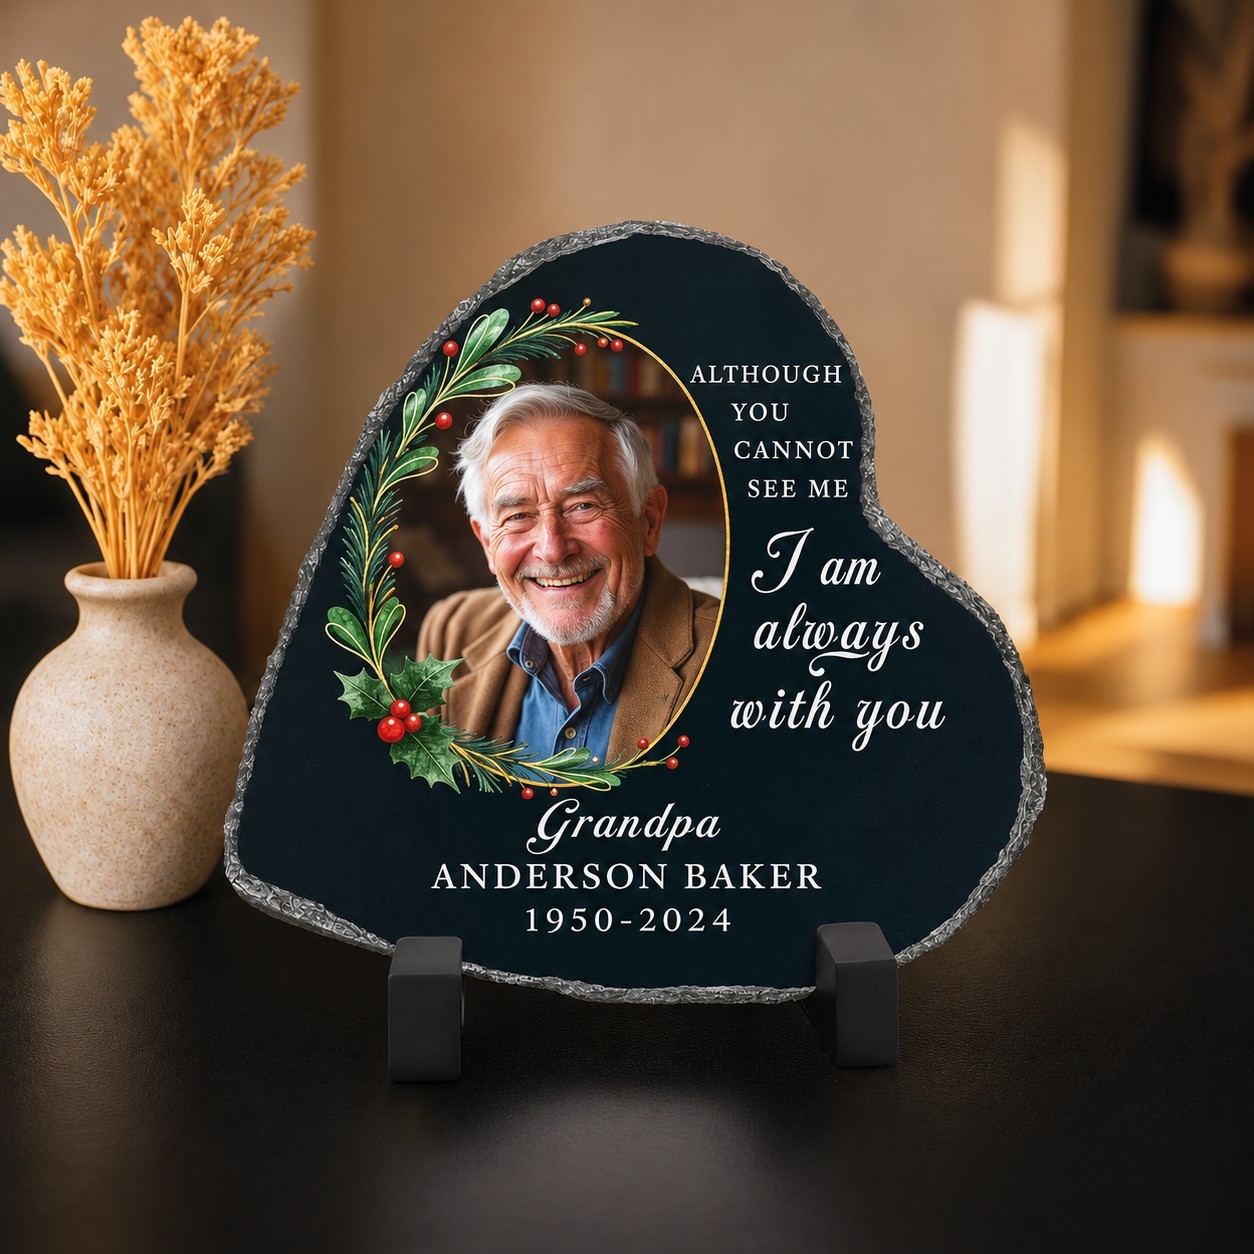 ALTHOUGH
YOU
CANNOT
SEE ME
I am
always
with you
Grandpa
ANDERSON BAKER
1950-2024